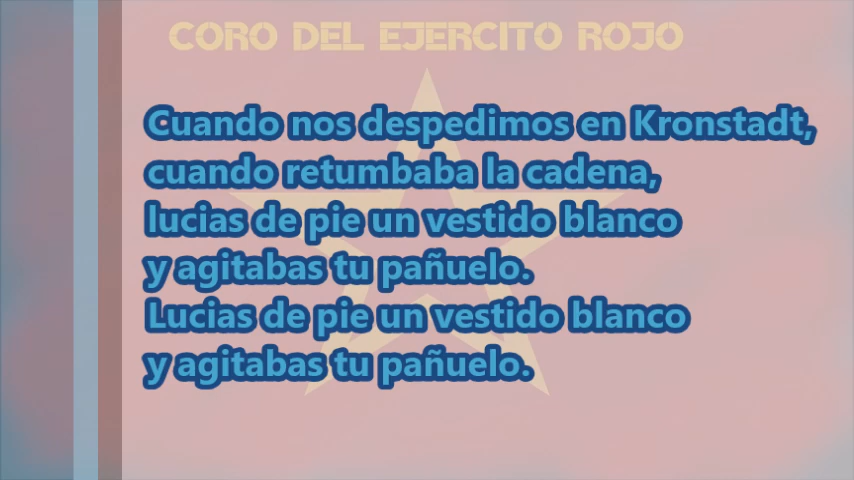 CORO DEL EJERCITO ROJO
Cuando nos despedimos en Kronstadt,
cuando retumbaba la cadena,
lucias de pie un vestido blanco
y agitabas tu pañuelo.
Lucias de pie un vestido blanco
y agitabas tu pañuelo.